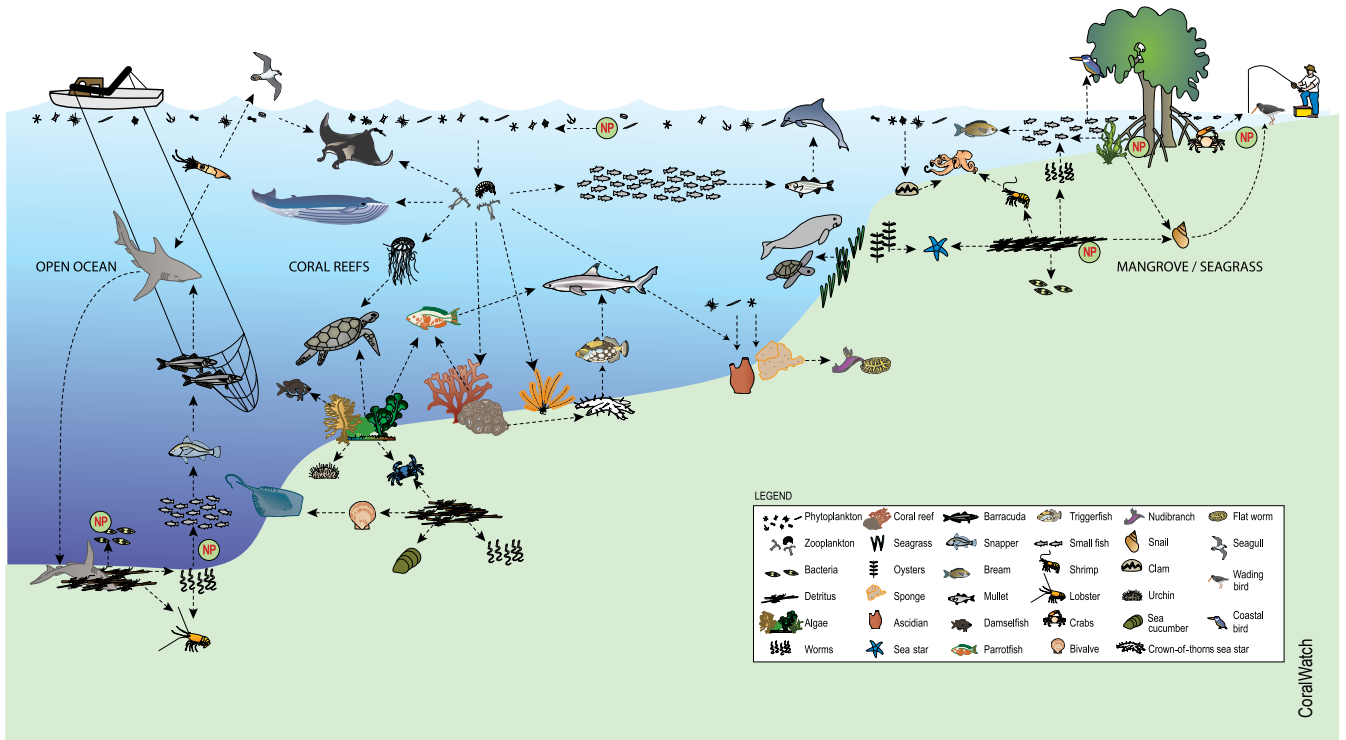 NP
NP
NP
OPEN OCEAN
CORAL REEFS
NP
MANGROVE / SEAGRASS
NP
NP
LEGEND
Phytoplankton
Coral reef
Barracuda
Triggerfish
Nudibranch
Flat worm
Zooplankton
Seagrass
Snapper
Small fish
Snail
Seagull
Bacteria
Oysters
Bream
Shrimp
Clam
Wading
bird
Detritus
Sponge
Mullet
Lobster
Urchin
Algae
Ascidian
Damselfish
Crabs
Sea
cucumber
Coastal
bird
Worms
Sea star
Parrotfish
Bivalve
Crown-of-thorns sea star
CoralWatch